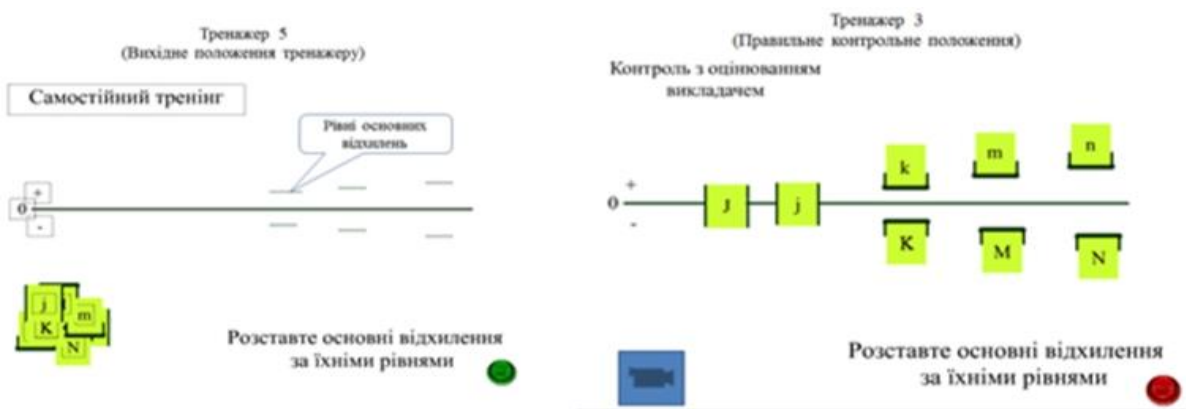 Тренажер 5
(Вихідне положення тренажеру)
Самостійний тренінг
Рівні основних
відхилень
+
0
-
j
m
K
N
Розставте основні відхилення
за їхніми рівнями
Тренажер 3
(Правильне контрольне положення)
Контроль з оцінюванням
викладачем
k
m
n
+
0
-
J
j
K
M
N
Розставте основні відхилення
за їхніми рівнями